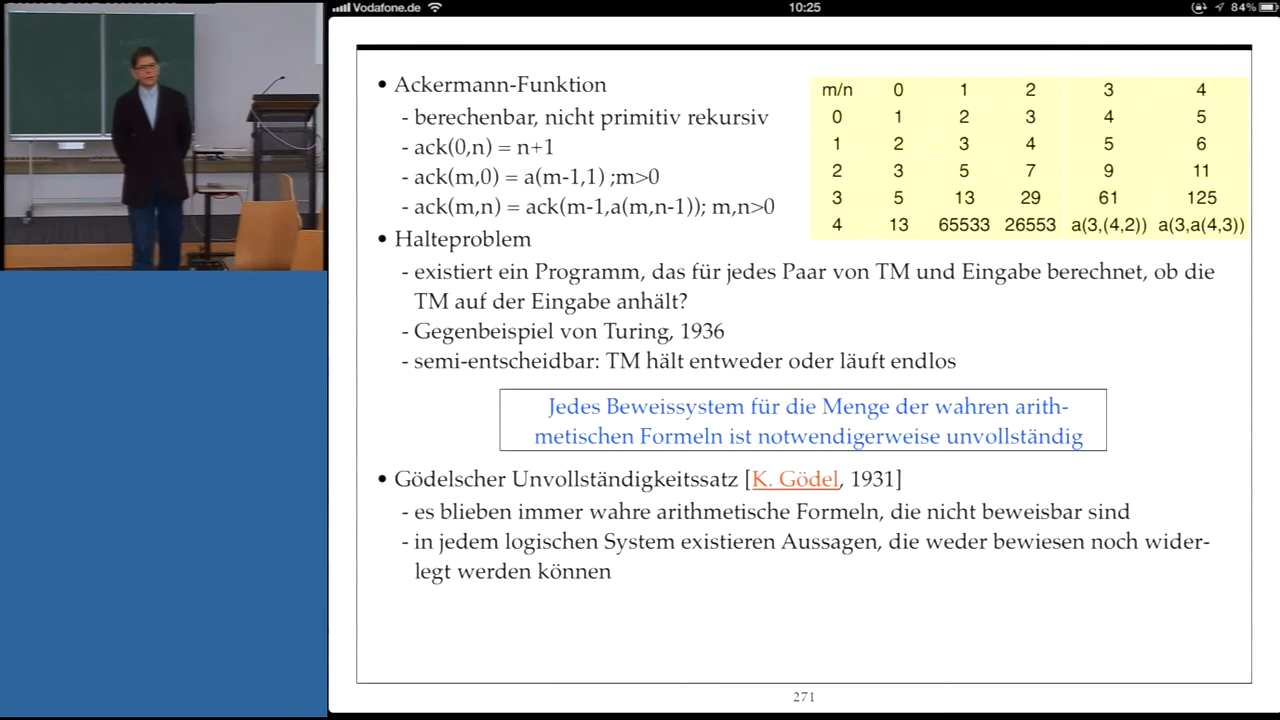 Vodafone.de
10:25
84%
• Ackermann-Funktion
- berechenbar, nicht primitiv rekursiv
- ack(0,n) = n+1
- ack(m,0) = a(m-1,1) ;m>0
- ack(m,n) = ack(m-1,a(m,n-1)); m,n>0
m/n 0 1 2 3 4
0 1 2 3 4 5
1 2 3 4 5 6
2 3 5 7 9 11
3 5 13 29 61 125
4 13 65533 26553 a(3,(4,2)) a(3,a(4,3))
• Halteproblem
- existiert ein Programm, das für jedes Paar von TM und Eingabe berechnet, ob die
TM auf der Eingabe anhält?
- Gegenbeispiel von Turing, 1936
- semi-entscheidbar: TM hält entweder oder läuft endlos
Jedes Beweissystem für die Menge der wahren arith-
metischen Formeln ist notwendigerweise unvollständig
• Gödelscher Unvollständigkeitssatz [K. Gödel, 1931]
- es blieben immer wahre arithmetische Formeln, die nicht beweisbar sind
- in jedem logischen System existieren Aussagen, die weder bewiesen noch wider-
legt werden können
271